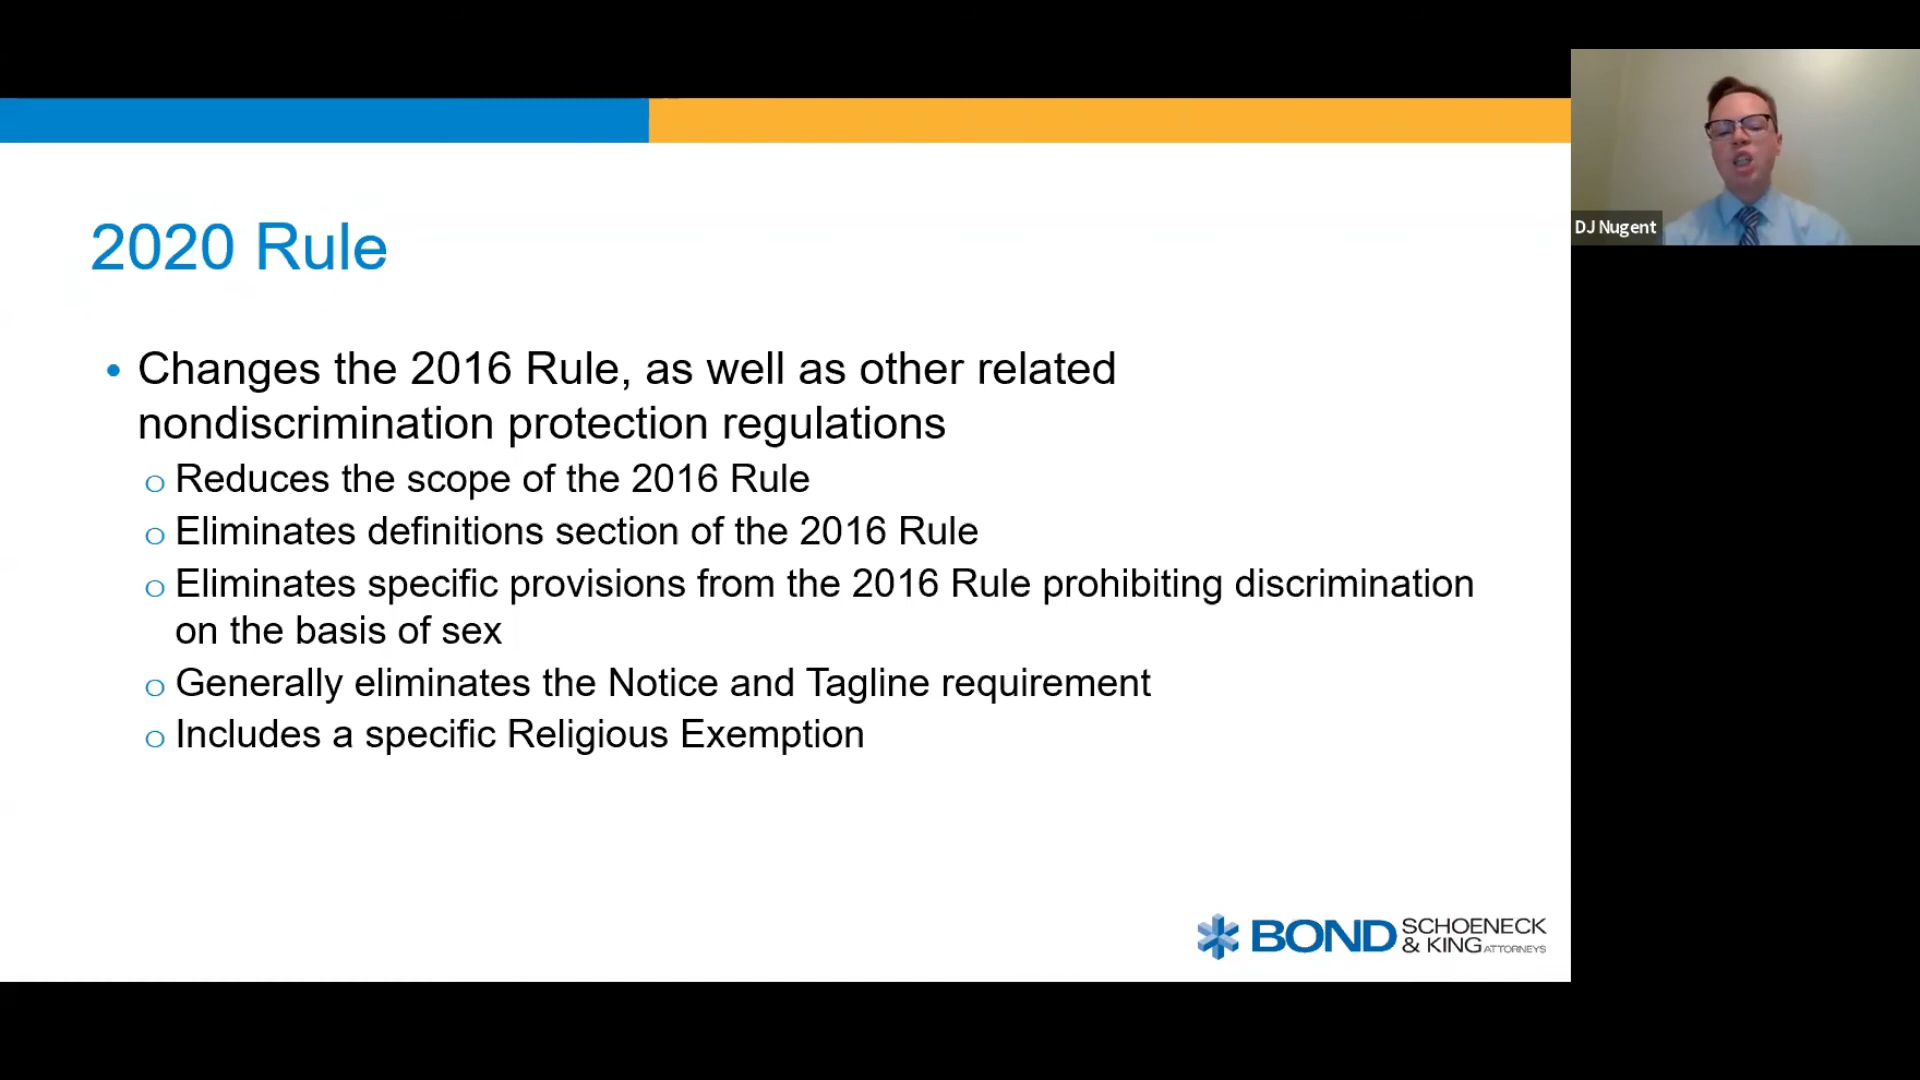 DJ Nugent
2020 Rule
• Changes the 2016 Rule, as well as other related
nondiscrimination protection regulations
o Reduces the scope of the 2016 Rule
o Eliminates definitions section of the 2016 Rule
o Eliminates specific provisions from the 2016 Rule prohibiting discrimination
on the basis of sex
o Generally eliminates the Notice and Tagline requirement
o Includes a specific Religious Exemption
BOND SCHOENECK
& KING ATTORNEYS